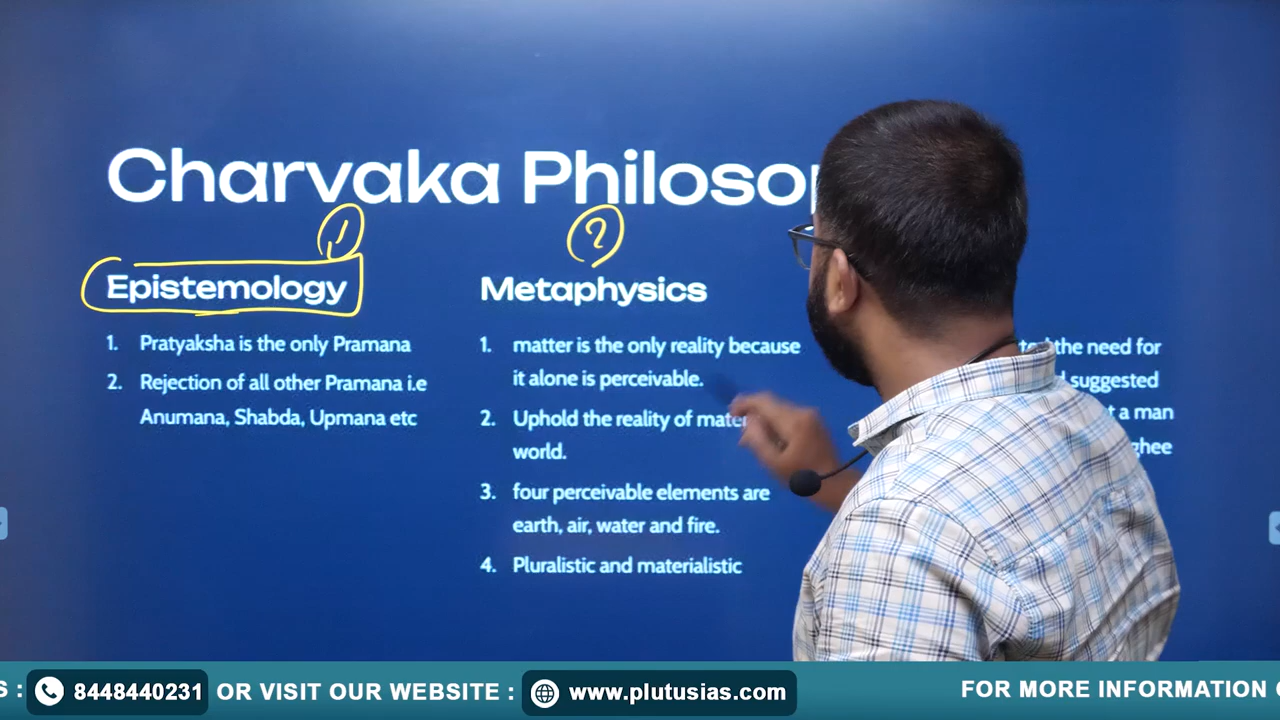 Charvaka
1
2
Epistemology
1. Pratyaksha is the only Pramana
2. Rejection of all other Pramana i.e
Anumana, Shabda, Upmana etc
Metaphysics
1. matter is the only reality because
it alone is perceivable.
2. Uphold the reality of
world.
3. four perceivable elements are
earth, air, water and fire.
4. Pluralistic and materialistic
the need for
suggested
a man
ghee
S : 8448440231 OR VISIT OUR WEBSITE : www.plutusias.com FOR MORE INFORMATION